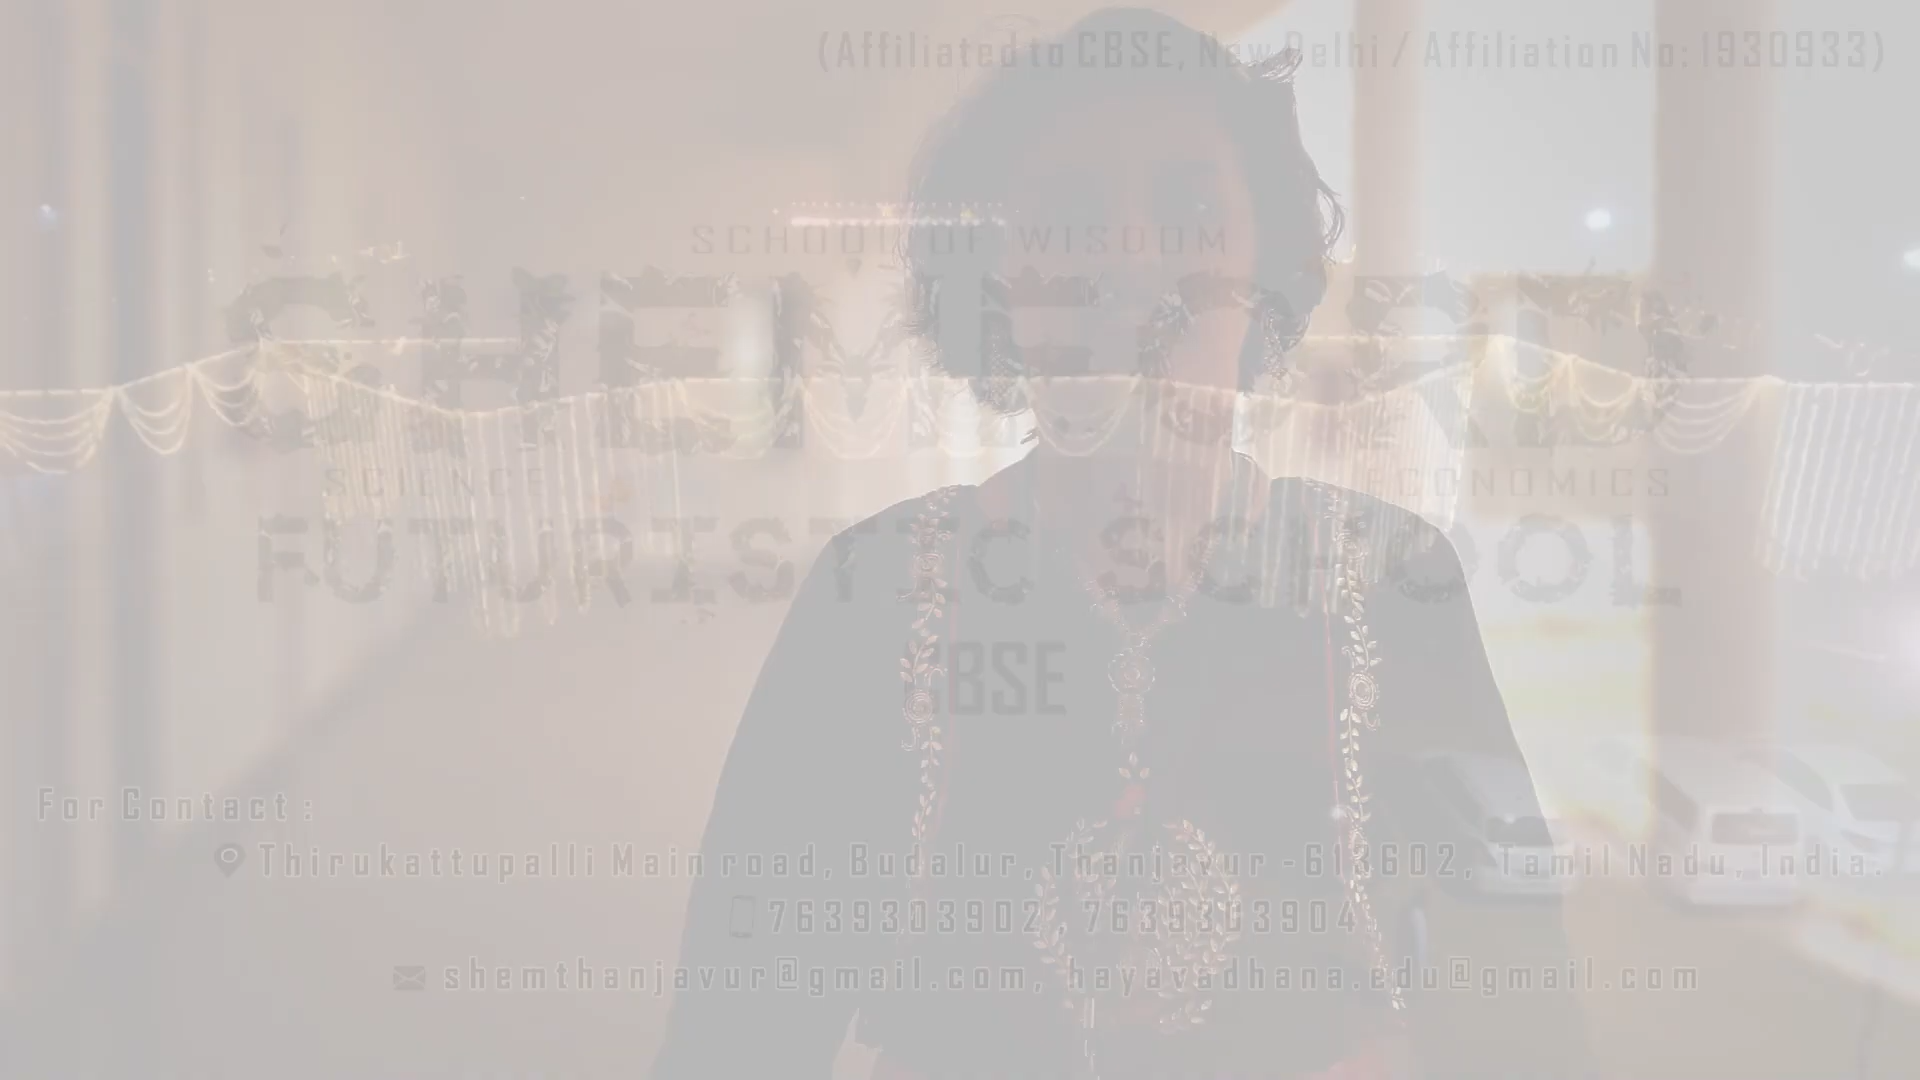 (Affiliated to CBSE, New Delhi / Affiliation No: 1930933)
SCHOOL OF WISDOM
SHEMFORD
SCIENCE ECONOMICS
FUTURISTIC SCHOOL
CBSE
For Contact :
Thirukattupalli Main road, Budalur, Thanjavur -613602, Tamil Nadu, India.
7639303902, 7639303904
shemthanjavur@gmail.com, hayavadhana.edu@gmail.com